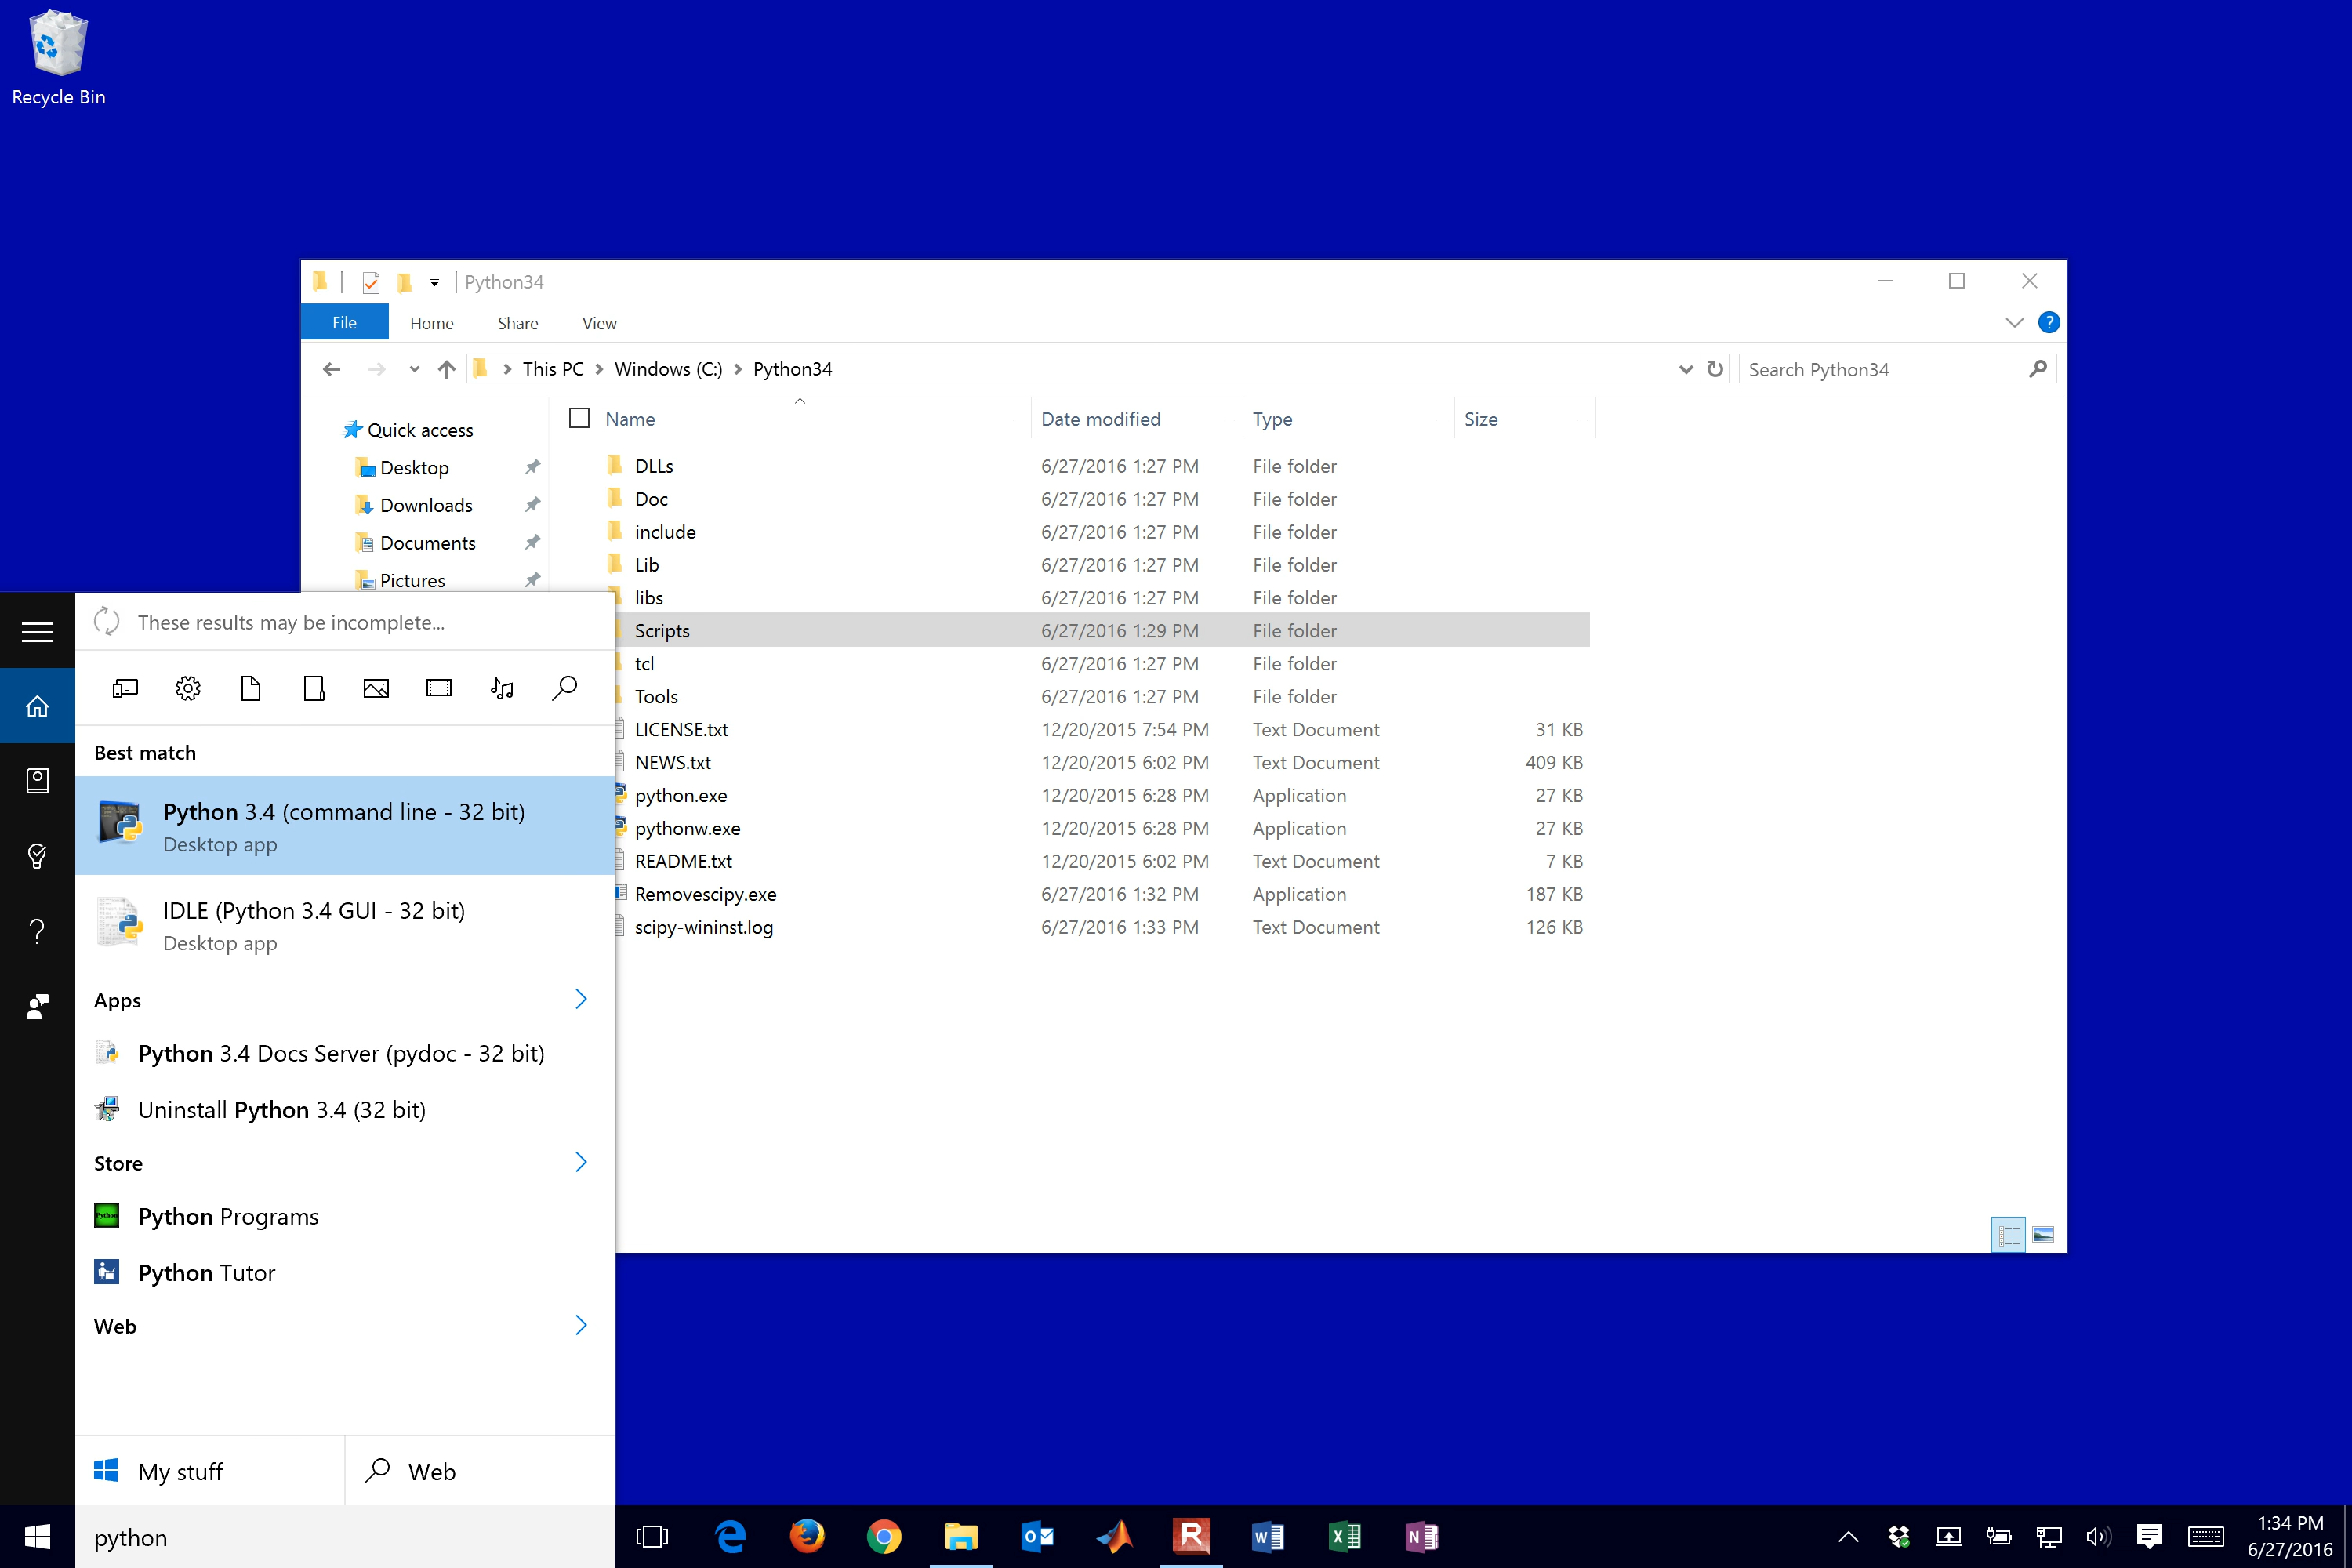 Recycle Bin
Python34
File Home Share View
This PC Windows (C:) Python34
Search Python34
Quick access
Desktop
Downloads
Documents
Pictures
Name Date modified Type Size
DLLs 6/27/2016 1:27 PM File folder
Doc 6/27/2016 1:27 PM File folder
include 6/27/2016 1:27 PM File folder
Lib 6/27/2016 1:27 PM File folder
libs 6/27/2016 1:27 PM File folder
Scripts 6/27/2016 1:29 PM File folder
tcl 6/27/2016 1:27 PM File folder
Tools 6/27/2016 1:27 PM File folder
LICENSE.txt 12/20/2015 7:54 PM Text Document 31 KB
NEWS.txt 12/20/2015 6:02 PM Text Document 409 KB
python.exe 12/20/2015 6:28 PM Application 27 KB
pythonw.exe 12/20/2015 6:28 PM Application 27 KB
README.txt 12/20/2015 6:02 PM Text Document 7 KB
Removescipy.exe 6/27/2016 1:32 PM Application 187 KB
scipy-wininst.log 6/27/2016 1:33 PM Text Document 126 KB
These results may be incomplete...
Best match
Python 3.4 (command line - 32 bit)
Desktop app
IDLE (Python 3.4 GUI - 32 bit)
Desktop app
Apps
Python 3.4 Docs Server (pydoc - 32 bit)
Uninstall Python 3.4 (32 bit)
Store
Python Programs
Python Tutor
Web
My stuff
Web
python
1:34 PM
6/27/2016